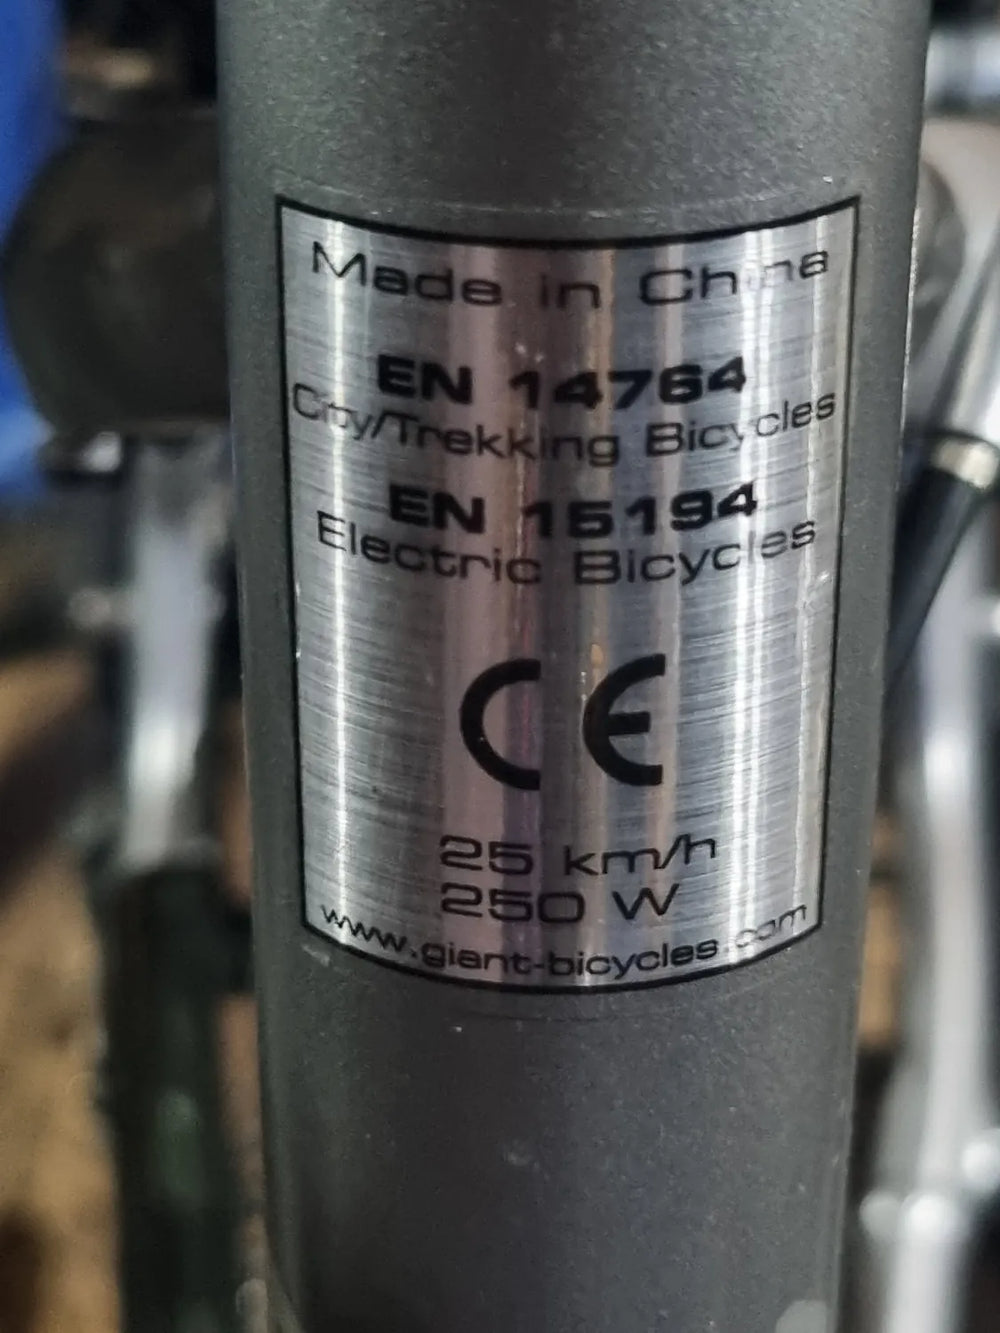 Made in China
EN 14764
City/Trekking Bicycles
EN 15194
Electric Bicycles
CE
25 km/h
250 W
www.giant-bicycles.com